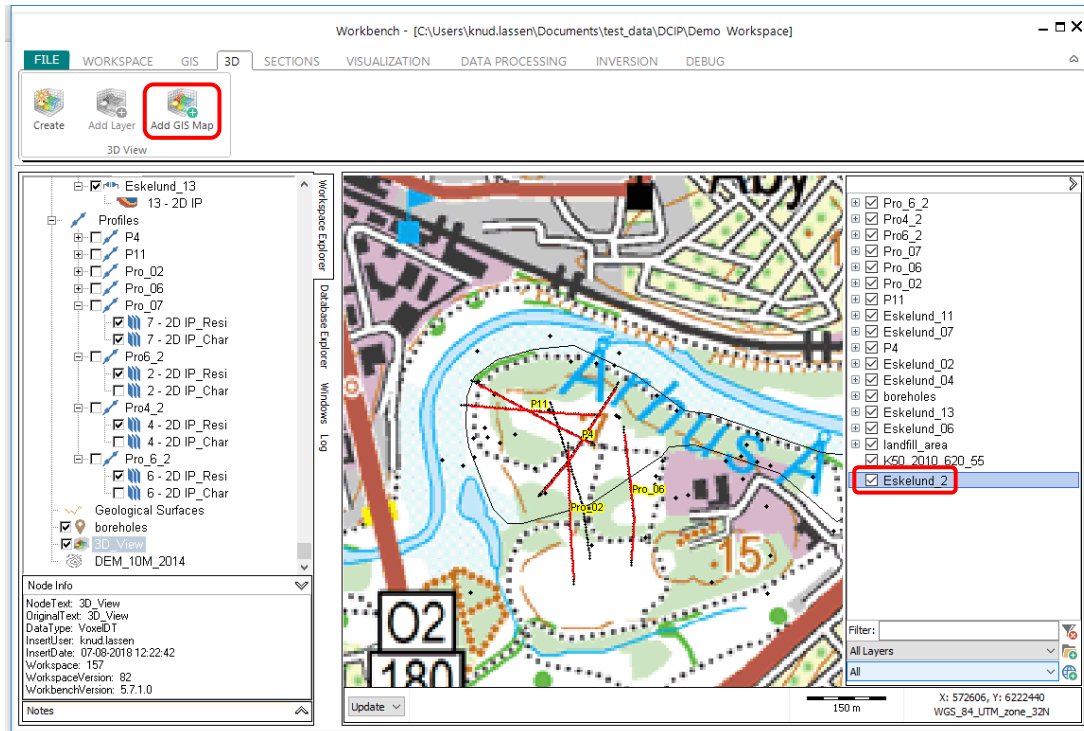 Workbench - [C:\Users\knud.lassen\Documents\test_data\DCIP\Demo Workspace]
FILE WORKSPACE GIS 3D SECTIONS VISUALIZATION DATA PROCESSING INVERSION DEBUG
Create Add Layer Add GIS Map
3D View
Eskelund_13
13 - 2D IP
Profiles
P4
P11
Pro_02
Pro_06
Pro_07
7 - 2D IP_Resi
7 - 2D IP_Char
Pro6_2
2 - 2D IP_Resi
2 - 2D IP_Char
Pro4_2
4 - 2D IP_Resi
4 - 2D IP_Char
Pro_6_2
6 - 2D IP_Resi
6 - 2D IP_Char
Geological Surfaces
boreholes
3D_View
DEM_10M_2014
Node Info
NodeText: 3D_View
OriginalText: 3D_View
DataType: VoxelDT
InsertUser: knud.lassen
InsertDate: 07-08-2018 12:22:42
Workspace: 157
WorkspaceVersion: 82
WorkbenchVersion: 5.7.1.0
Notes
Workspace Explorer
Database Explorer
Windows
Log
Åby
Århus Å
P11
P4
Pro_06
Pro_02
15
O2
180
Update
150 m
X: 572606, Y: 6222440
WGS_84_UTM_zone_32N
Pro_6_2
Pro4_2
Pro6_2
Pro_07
Pro_06
Pro_02
P11
Eskelund_11
Eskelund_07
P4
Eskelund_02
Eskelund_04
boreholes
Eskelund_13
Eskelund_06
landfill_area
K50_2010_620_55
Eskelund_2
Filter:
All Layers
All